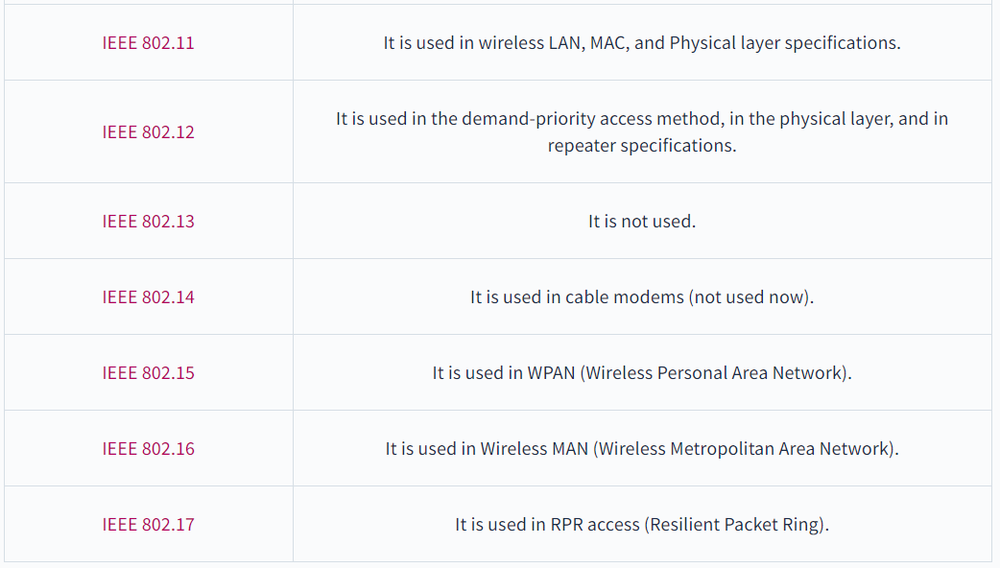 IEEE 802.11
It is used in wireless LAN, MAC, and Physical layer specifications.
IEEE 802.12
It is used in the demand-priority access method, in the physical layer, and in
repeater specifications.
IEEE 802.13
It is not used.
IEEE 802.14
It is used in cable modems (not used now).
IEEE 802.15
It is used in WPAN (Wireless Personal Area Network).
IEEE 802.16
It is used in Wireless MAN (Wireless Metropolitan Area Network).
IEEE 802.17
It is used in RPR access (Resilient Packet Ring).